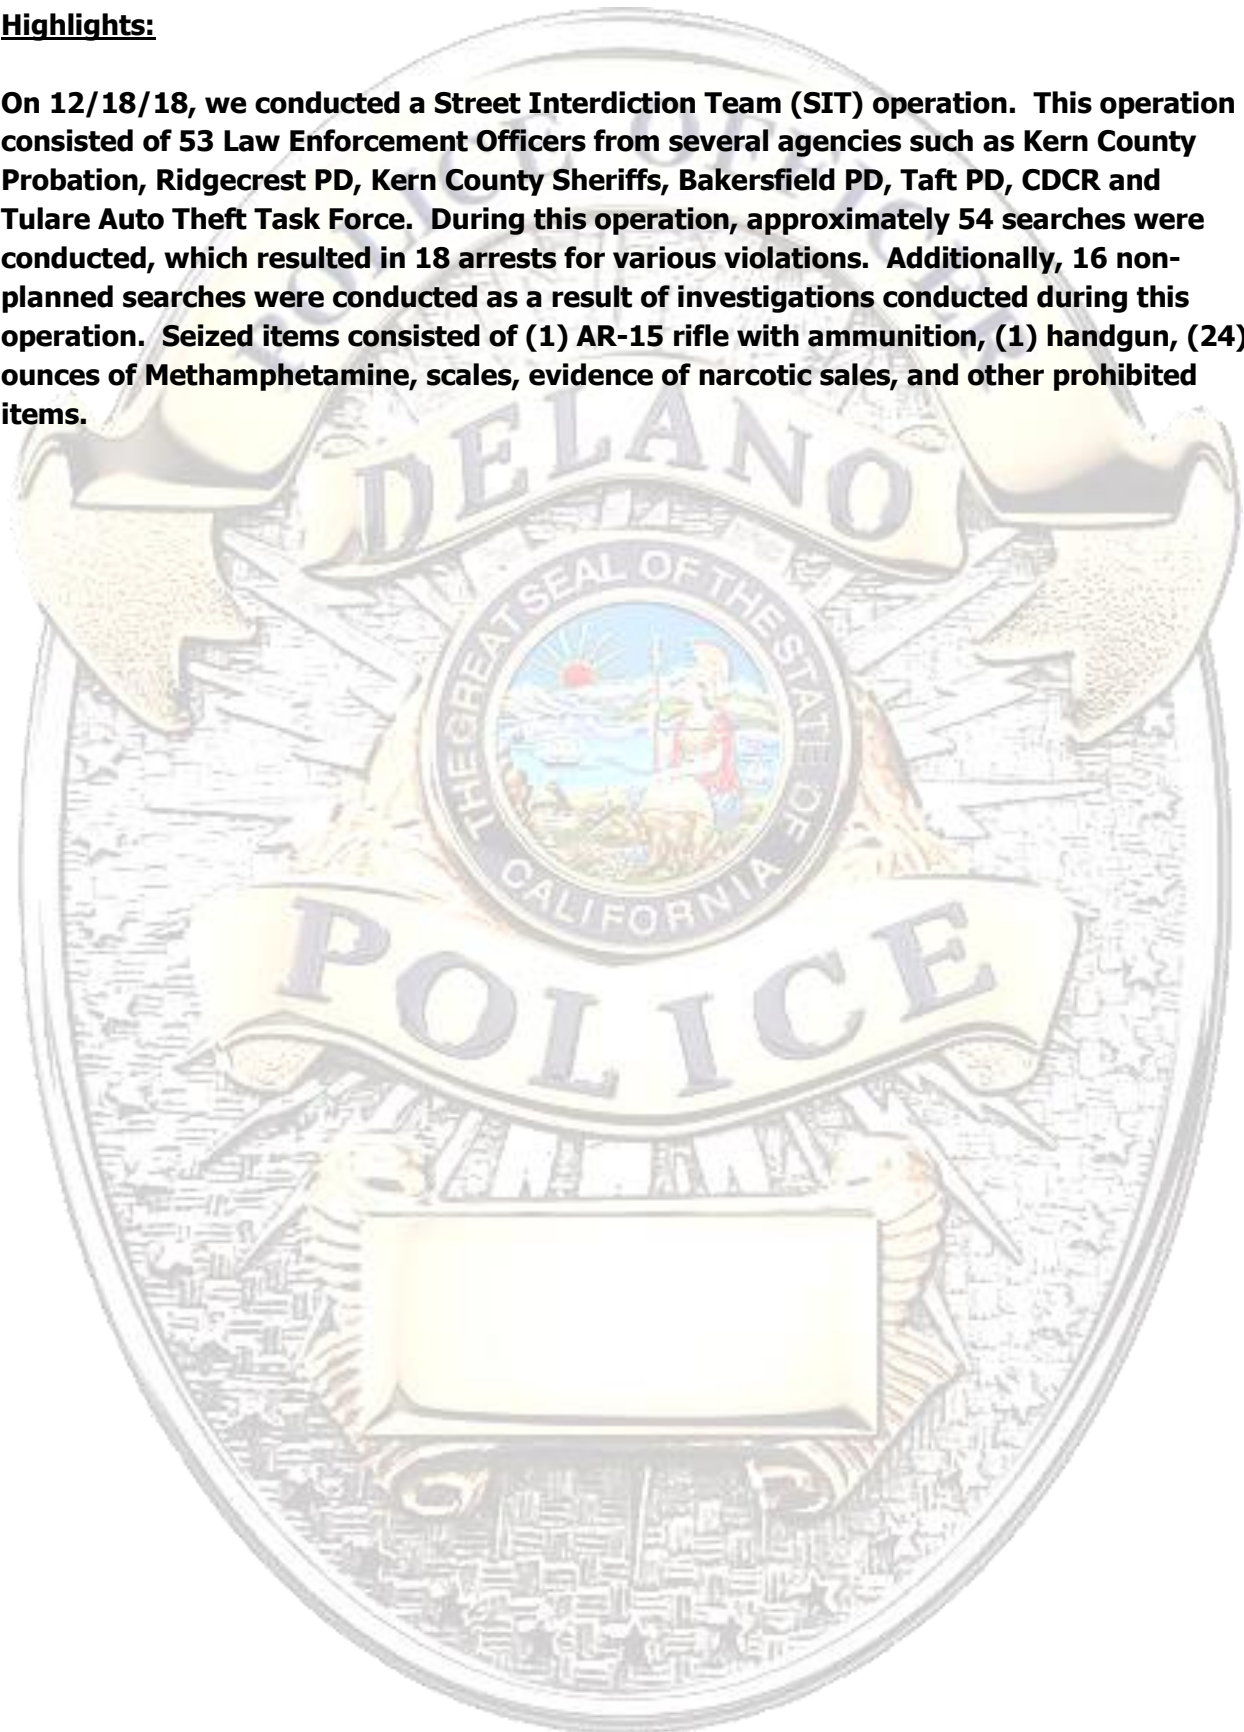 Highlights:
On 12/18/18, we conducted a Street Interdiction Team (SIT) operation.  This operation
consisted of 53 Law Enforcement Officers from several agencies such as Kern County
Probation, Ridgecrest PD, Kern County Sheriffs, Bakersfield PD, Taft PD, CDCR and
Tulare Auto Theft Task Force.  During this operation, approximately 54 searches were
conducted, which resulted in 18 arrests for various violations.  Additionally, 16 non-
planned searches were conducted as a result of investigations conducted during this
operation.  Seized items consisted of (1) AR-15 rifle with ammunition, (1) handgun, (24)
ounces of Methamphetamine, scales, evidence of narcotic sales, and other prohibited
items.
POLICE OFFICER
DELANO
THE GREAT SEAL OF THE STATE OF CALIFORNIA
POLICE